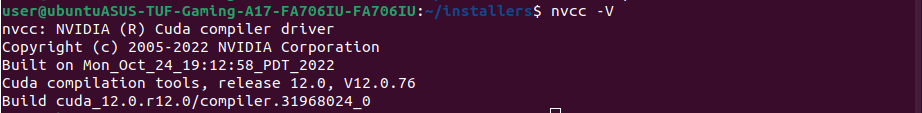 user@ubuntuASUS-TUF-Gaming-A17-FA706IU-FA706IU:~/installers$ nvcc -V
nvcc: NVIDIA (R) Cuda compiler driver
Copyright (c) 2005-2022 NVIDIA Corporation
Built on Mon_Oct_24_19:12:58_PDT_2022
Cuda compilation tools, release 12.0, V12.0.76
Build cuda_12.0.r12.0/compiler.31968024_0